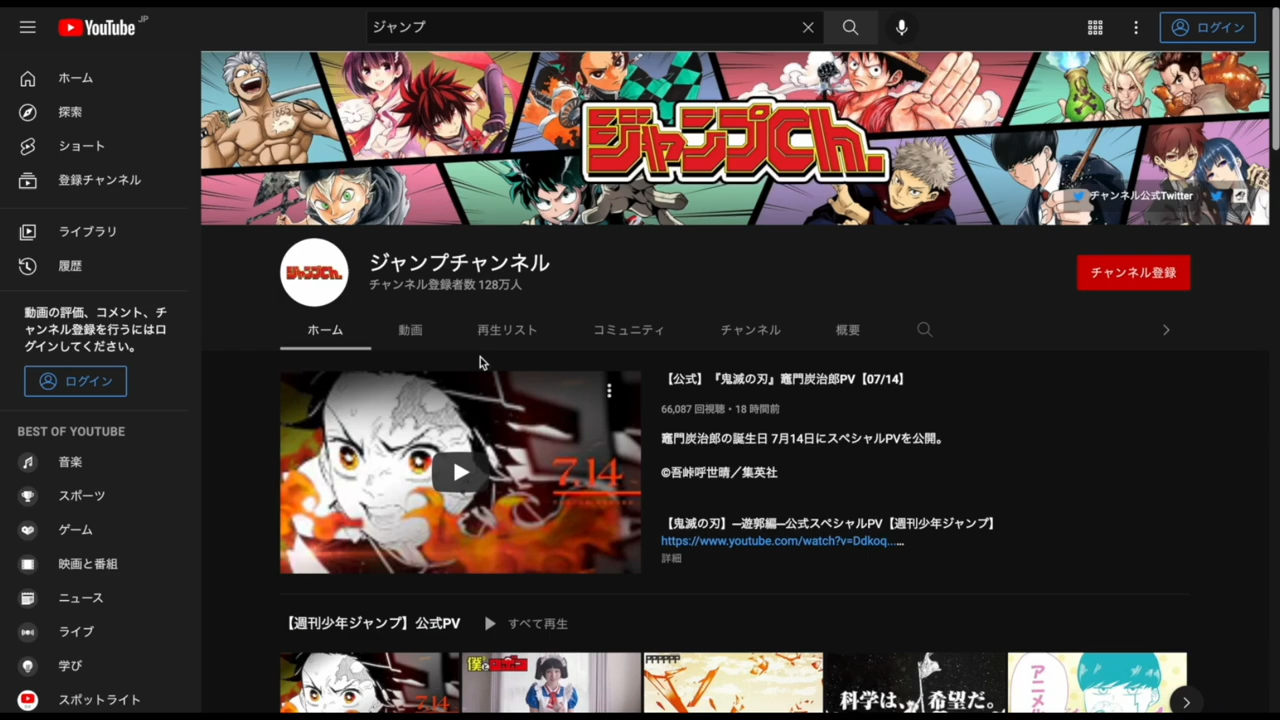 YouTube JP
ジャンプ
ログイン
ホーム
探索
ショート
登録チャンネル
ライブラリ
履歴
動画の評価、コメント、チ
ャンネル登録を行うにはロ
グインしてください。
ログイン
BEST OF YOUTUBE
音楽
スポーツ
ゲーム
映画と番組
ニュース
ライブ
学び
スポットライト
ジャンプCh.
チャンネル公式Twitter
ジャンプCh.
ジャンプチャンネル
チャンネル登録者数 128万人
チャンネル登録
ホーム
動画
再生リスト
コミュニティ
チャンネル
概要
7.14
【公式】『鬼滅の刃』竈門炭治郎PV【07/14】
66,087 回視聴・18 時間前
竈門炭治郎の誕生日 7月14日にスペシャルPVを公開。
©吾峠呼世晴／集英社
【鬼滅の刃】―遊郭編―公式スペシャルPV【週刊少年ジャンプ】
https://www.youtube.com/watch?v=Ddkoq...…
詳細
【週刊少年ジャンプ】公式PV
すべて再生
7.14
科学は、希望だ。